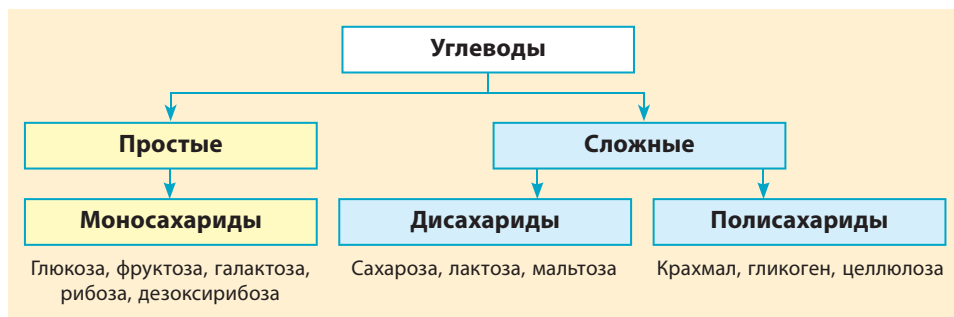 Углеводы
Простые
Сложные
Моносахариды
Дисахариды
Полисахариды
Глюкоза, фруктоза, галактоза,
рибоза, дезоксирибоза
Сахароза, лактоза, мальтоза
Крахмал, гликоген, целлюлоза